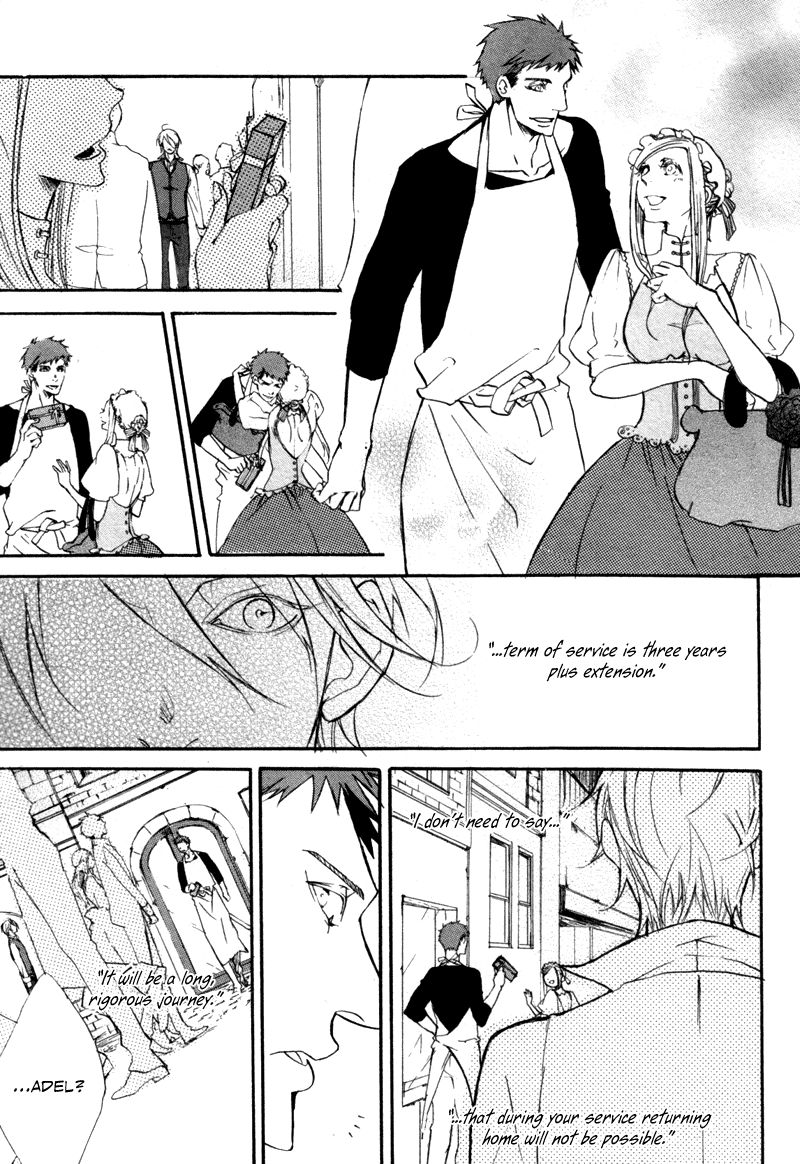 "...term of service is three years
plus extension."
"I don't need to say..."
"...that during your service returning
home will not be possible."
"It will be a long,
rigorous journey."
...ADEL?